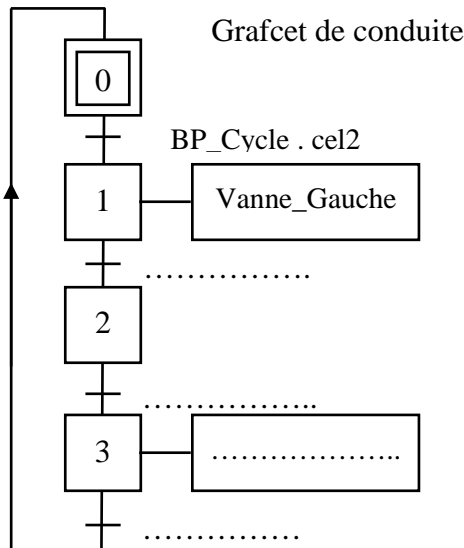 Grafcet de conduite
0
BP_Cycle . cel2
1 Vanne_Gauche
…………….
2
……………..
3 ………………..
……………